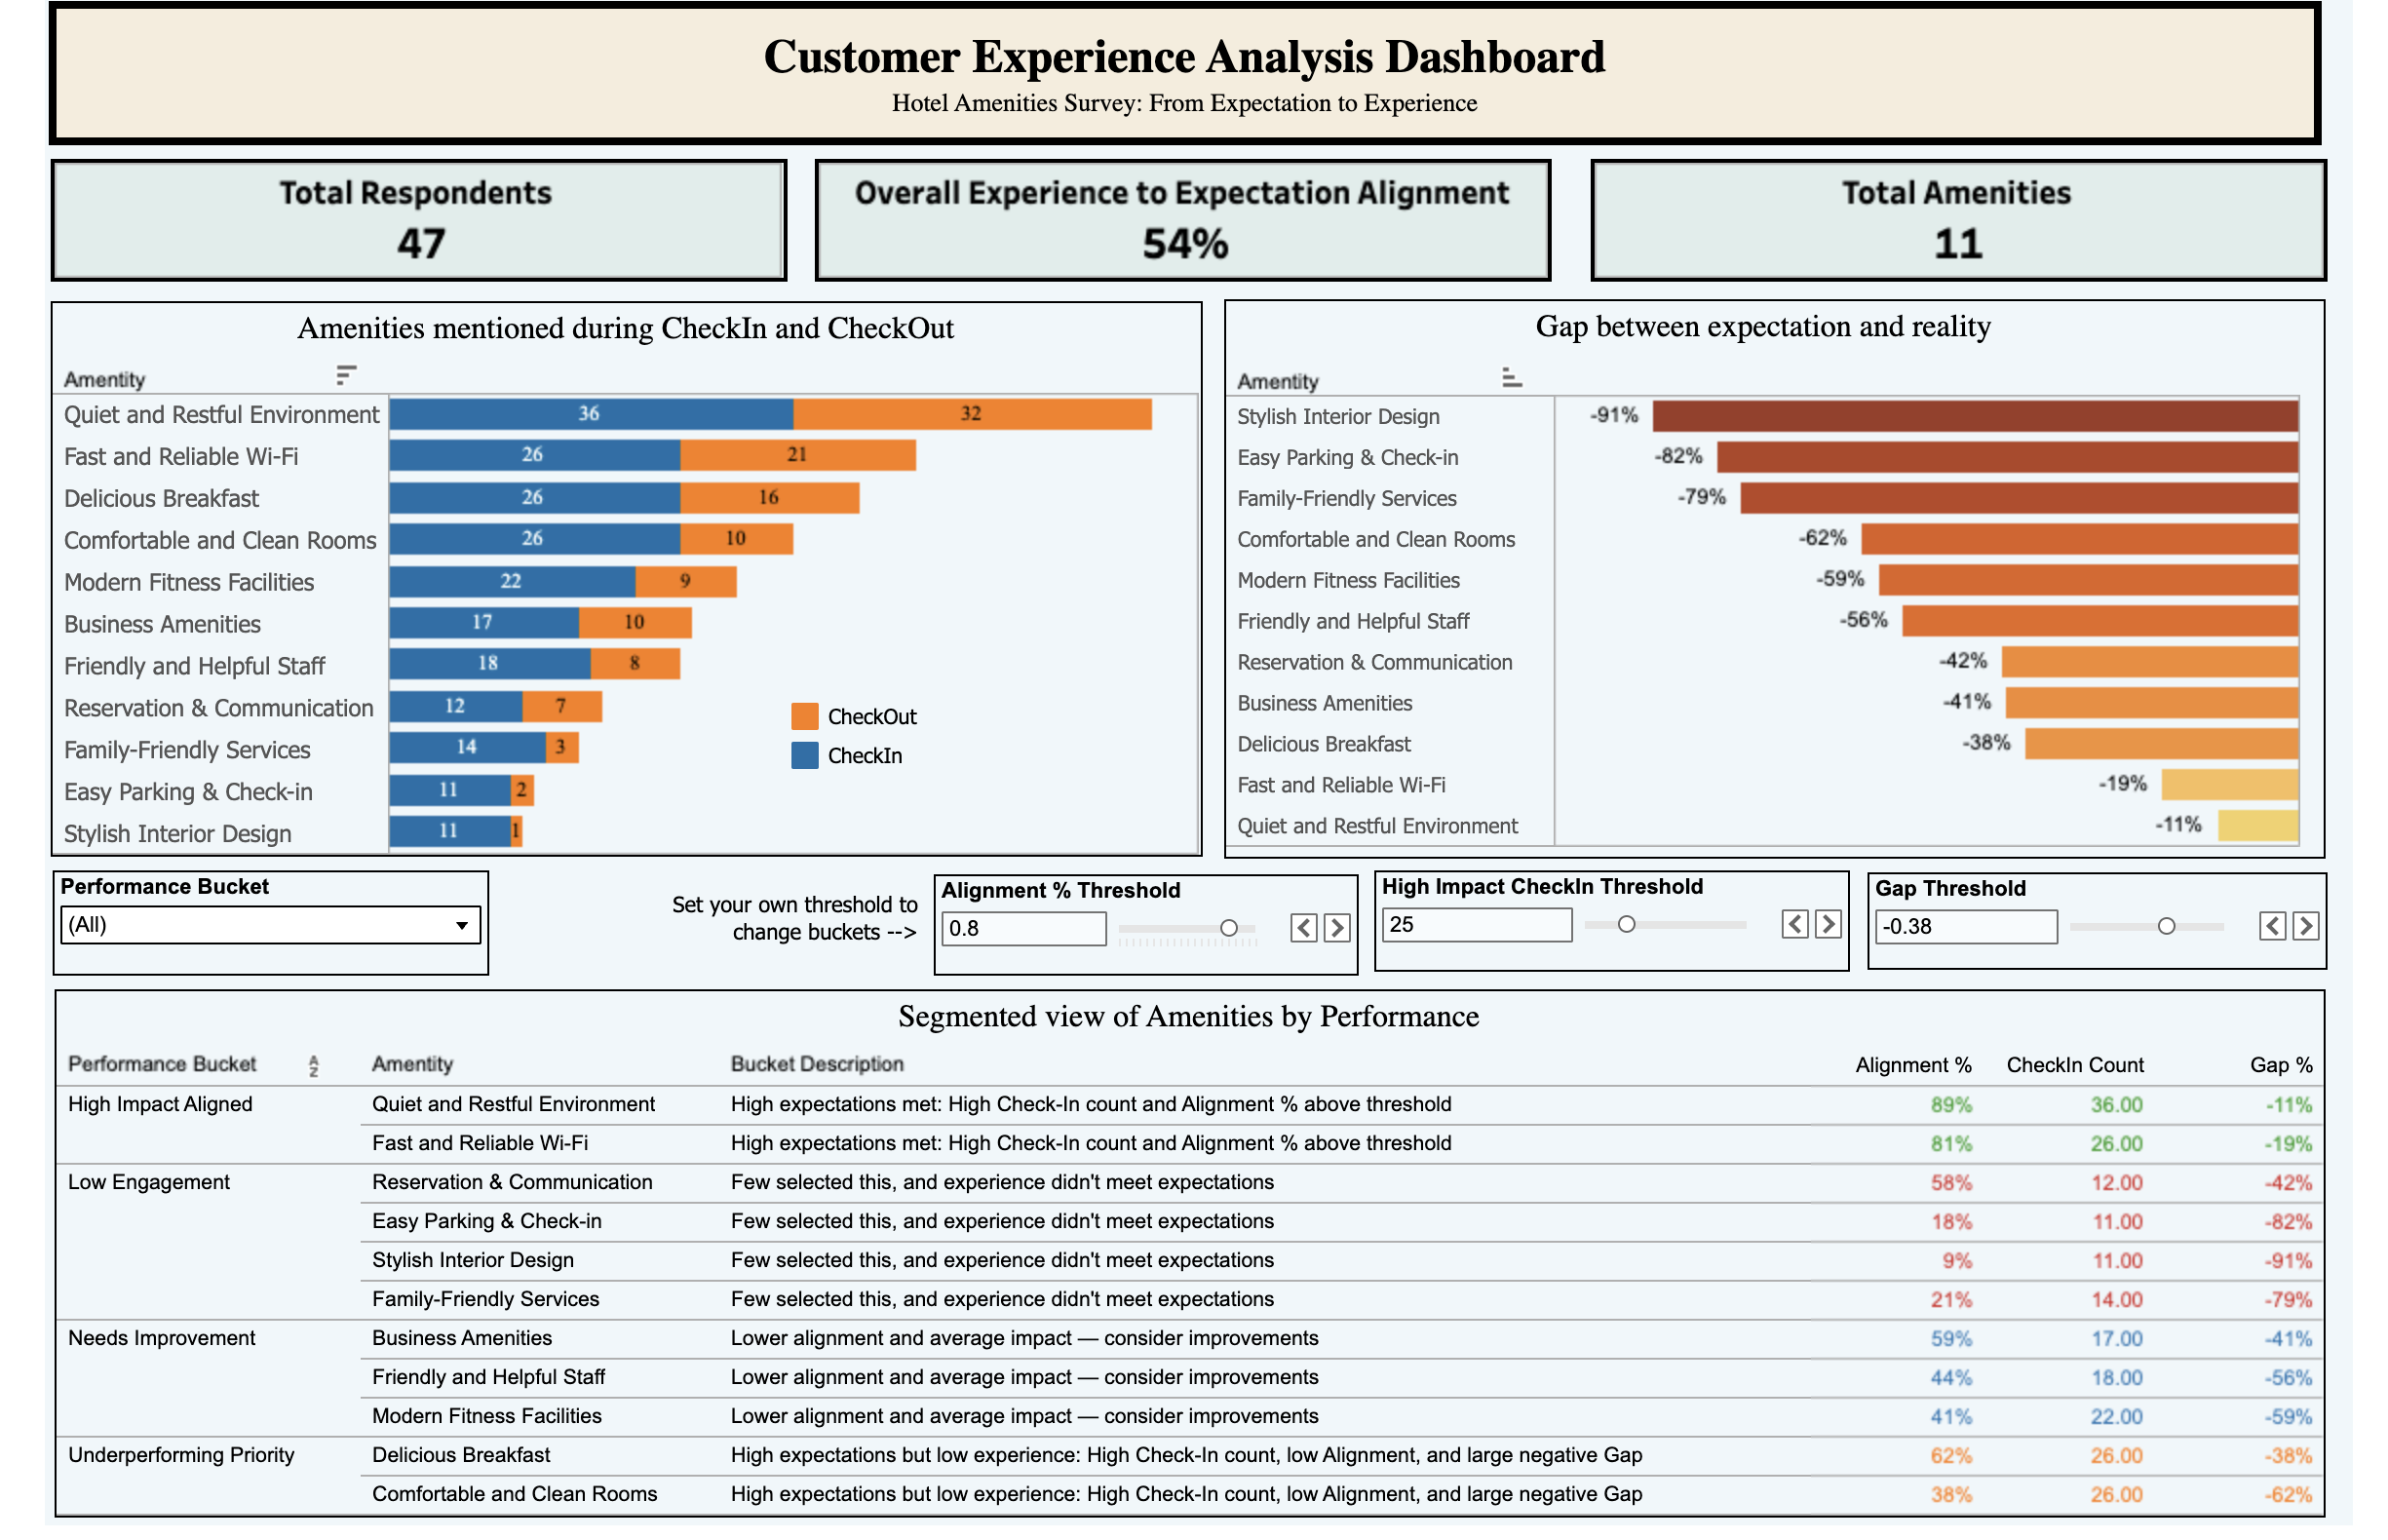 Customer Experience Analysis Dashboard
Hotel Amenities Survey: From Expectation to Experience
Total Respondents
47
Overall Experience to Expectation Alignment
54%
Total Amenities
11
Amenities mentioned during CheckIn and CheckOut
Amentity
Quiet and Restful Environment 36 32
Fast and Reliable Wi-Fi 26 21
Delicious Breakfast 26 16
Comfortable and Clean Rooms 26 10
Modern Fitness Facilities 22 9
Business Amenities 17 10
Friendly and Helpful Staff 18 8
Reservation & Communication 12 7
Family-Friendly Services 14 3
Easy Parking & Check-in 11 2
Stylish Interior Design 11 1
CheckOut
CheckIn
Gap between expectation and reality
Amentity
Stylish Interior Design -91%
Easy Parking & Check-in -82%
Family-Friendly Services -79%
Comfortable and Clean Rooms -62%
Modern Fitness Facilities -59%
Friendly and Helpful Staff -56%
Reservation & Communication -42%
Business Amenities -41%
Delicious Breakfast -38%
Fast and Reliable Wi-Fi -19%
Quiet and Restful Environment -11%
Performance Bucket
(All)
Set your own threshold to
change buckets -->
Alignment % Threshold
0.8
High Impact CheckIn Threshold
25
Gap Threshold
-0.38
Segmented view of Amenities by Performance
Performance Bucket Amentity Bucket Description Alignment % CheckIn Count Gap %
High Impact Aligned Quiet and Restful Environment High expectations met: High Check-In count and Alignment % above threshold 89% 36.00 -11%
Fast and Reliable Wi-Fi High expectations met: High Check-In count and Alignment % above threshold 81% 26.00 -19%
Low Engagement Reservation & Communication Few selected this, and experience didn't meet expectations 58% 12.00 -42%
Easy Parking & Check-in Few selected this, and experience didn't meet expectations 18% 11.00 -82%
Stylish Interior Design Few selected this, and experience didn't meet expectations 9% 11.00 -91%
Family-Friendly Services Few selected this, and experience didn't meet expectations 21% 14.00 -79%
Needs Improvement Business Amenities Lower alignment and average impact — consider improvements 59% 17.00 -41%
Friendly and Helpful Staff Lower alignment and average impact — consider improvements 44% 18.00 -56%
Modern Fitness Facilities Lower alignment and average impact — consider improvements 41% 22.00 -59%
Underperforming Priority Delicious Breakfast High expectations but low experience: High Check-In count, low Alignment, and large negative Gap 62% 26.00 -38%
Comfortable and Clean Rooms High expectations but low experience: High Check-In count, low Alignment, and large negative Gap 38% 26.00 -62%